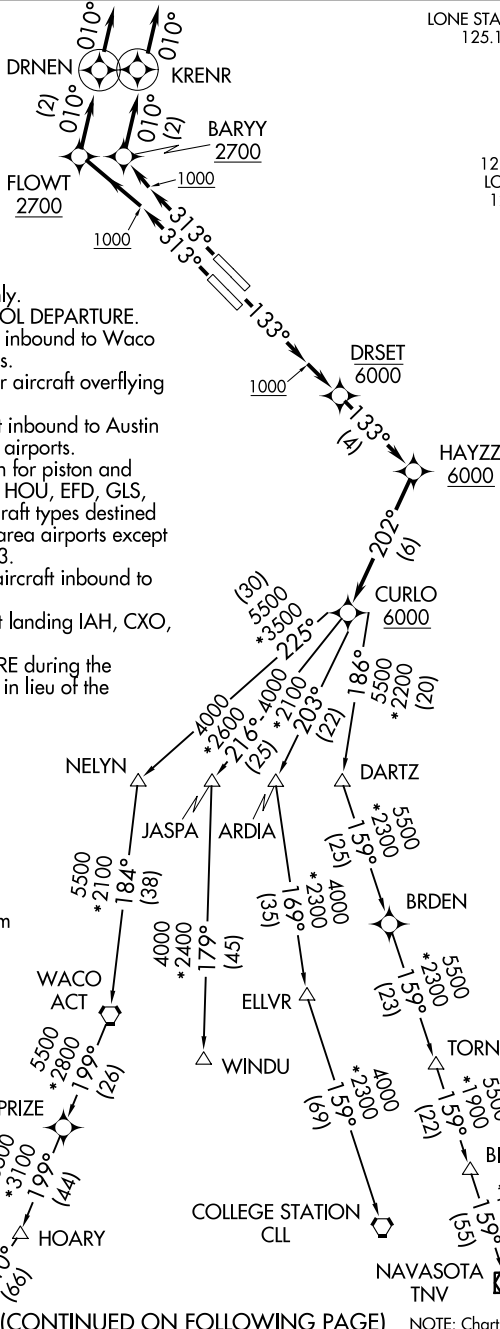 LONE STA
125.1
010°
010°
DRNEN
KRENR
(2)
010°
010°
(2)
BARYY
2700
FLOWT
2700
12
LO
1
1000
313°
1000
313°
133°
nly.
OL DEPARTURE.
inbound to Waco
s.
r aircraft overflying
t inbound to Austin
airports.
n for piston and
HOU, EFD, GLS,
raft types destined
area airports except
3.
aircraft inbound to
t landing IAH, CXO,
RE during the
in lieu of the
1000
DRSET
6000
133°
(4)
HAYZZ
6000
202°
(6)
CURLO
6000
(30)
5500
*3500
225°
4000
*2600
216°-4000
(25)
*2100
203°
(22)
186°
5500
*2200
(20)
NELYN
JASPA
ARDIA
DARTZ
5500
*2100
184°
(38)
4000
*2400
179°
(45)
4000
*2300
169°
(35)
5500
*2300
159°
(25)
BRDEN
m
WACO
ACT
WINDU
ELLVR
5500
*2300
159°
(23)
TORN
5500
*2800
199°
(26)
PRIZE
4000
*2300
159°
(69)
5500
*1900
159°
(22)
*3100
199°
(44)
HOARY
(66)
COLLEGE STATION
CLL
159°
(55)
NAVASOTA
TNV
(CONTINUED ON FOLLOWING PAGE)
NOTE: Chart